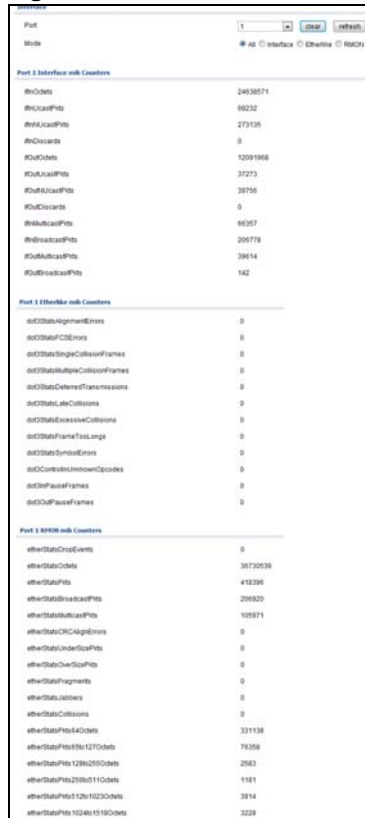 Interface
Port 1 clear refresh
Mode All Interface Etherlike RMON
Port 1 Interface mib Counters
ifInOctets 24638571
ifInUcastPkts 68232
ifInNUcastPkts 273135
ifInDiscards 0
ifOutOctets 12091968
ifOutUcastPkts 37273
ifOutNUcastPkts 39756
ifOutDiscards 0
ifInMulticastPkts 66357
ifInBroadcastPkts 206778
ifOutMulticastPkts 39614
ifOutBroadcastPkts 142
Port 1 Etherlike mib Counters
dot3StatsAlignmentErrors 0
dot3StatsFCSErrors 0
dot3StatsSingleCollisionFrames 0
dot3StatsMultipleCollisionFrames 0
dot3StatsDeferredTransmissions 0
dot3StatsLateCollisions 0
dot3StatsExcessiveCollisions 0
dot3StatsFrameTooLongs 0
dot3StatsSymbolErrors 0
dot3ControlInUnknownOpcodes 0
dot3InPauseFrames 0
dot3OutPauseFrames 0
Port 1 RMON mib Counters
etherStatsDropEvents 0
etherStatsOctets 36730539
etherStatsPkts 418396
etherStatsBroadcastPkts 206920
etherStatsMulticastPkts 105971
etherStatsCRCAlignErrors 0
etherStatsUnderSizePkts 0
etherStatsOverSizePkts 0
etherStatsFragments 0
etherStatsJabbers 0
etherStatsCollisions 0
etherStatsPkts64Octets 331138
etherStatsPkts65to127Octets 76358
etherStatsPkts128to255Octets 2583
etherStatsPkts256to511Octets 1181
etherStatsPkts512to1023Octets 3914
etherStatsPkts1024to1518Octets 3228